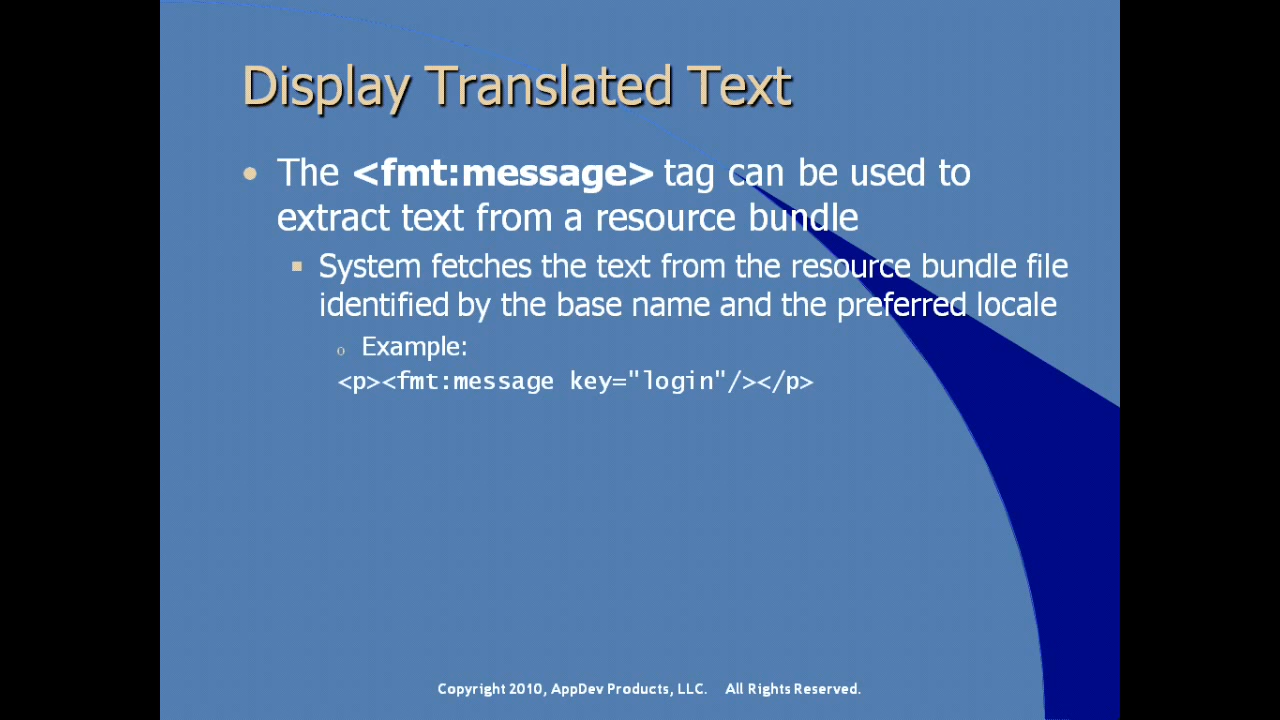 Display Translated Text
• The <fmt:message> tag can be used to
extract text from a resource bundle
▪ System fetches the text from the resource bundle file
identified by the base name and the preferred locale
o Example:
<p><fmt:message key="login"/></p>
Copyright 2010, AppDev Products, LLC. All Rights Reserved.